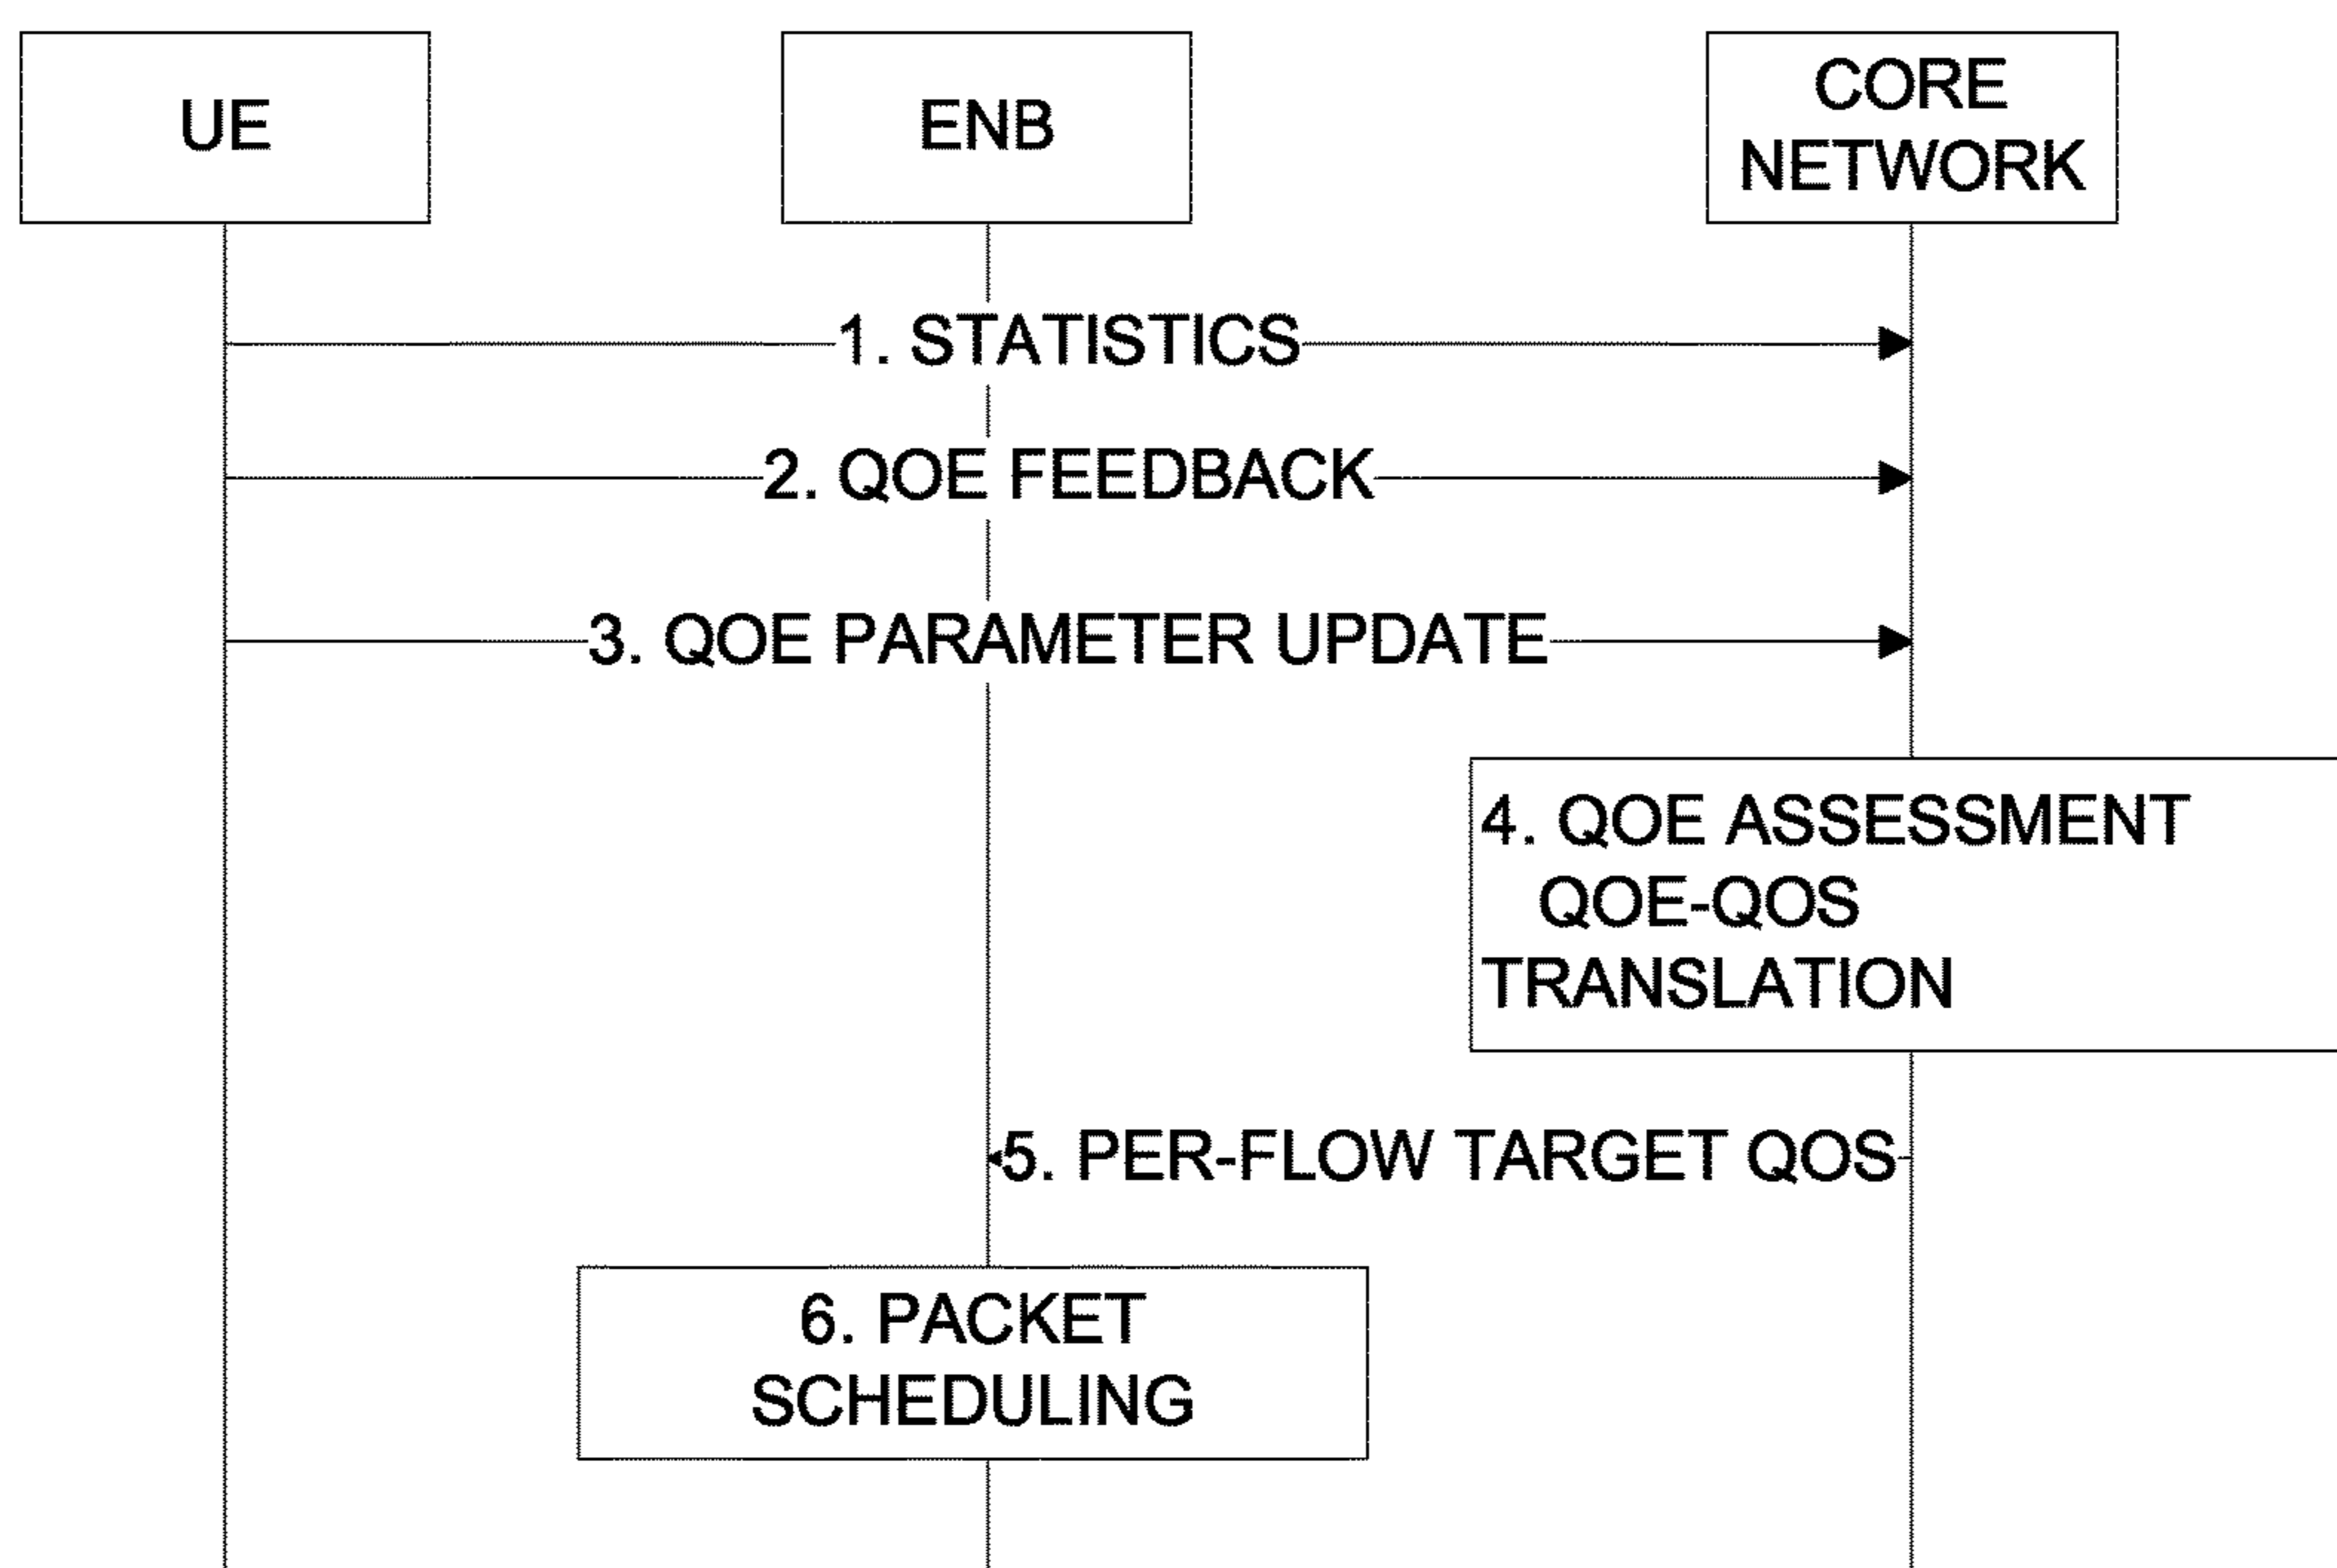 UE
ENB
CORE
NETWORK
1. STATISTICS
2. QOE FEEDBACK
3. QOE PARAMETER UPDATE
4. QOE ASSESSMENT
QOE-QOS
TRANSLATION
5. PER-FLOW TARGET QOS
6. PACKET
SCHEDULING